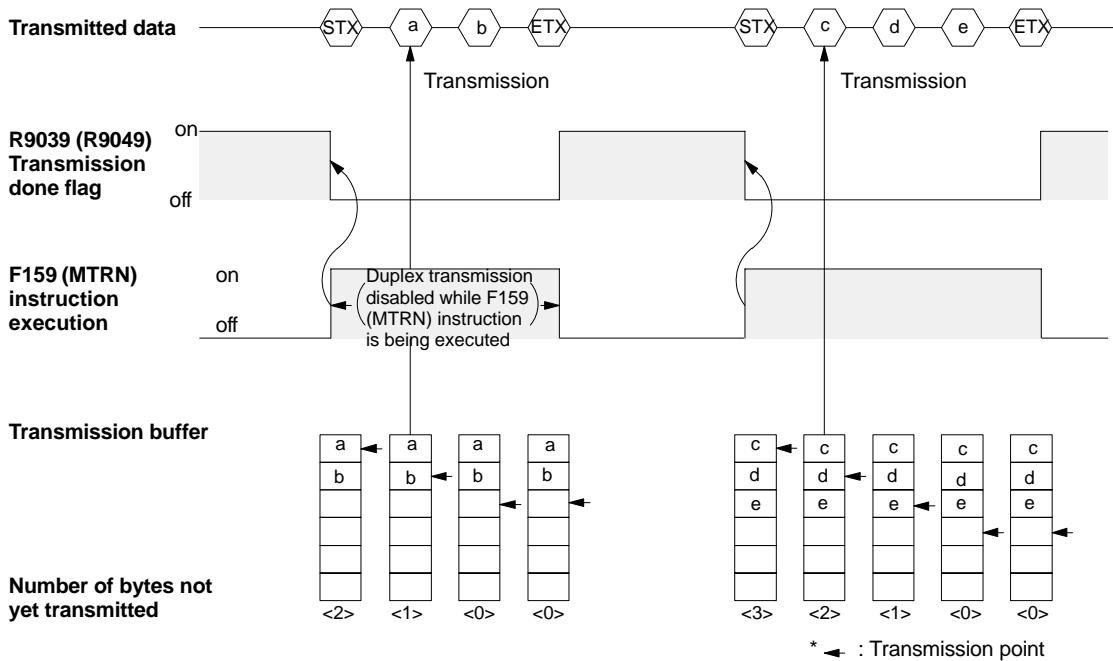 Transmitted data
STX a b ETX STX c d e ETX
Transmission Transmission
R9039 (R9049)
Transmission
done flag
on
off
F159 (MTRN)
instruction
execution
on
off
Duplex transmission
disabled while F159
(MTRN) instruction
is being executed
Transmission buffer
a a a a c c c c c
b b b b d d d d d
e e e e e
Number of bytes not
yet transmitted
<2> <1> <0> <0> <3> <2> <1> <0> <0>
* : Transmission point